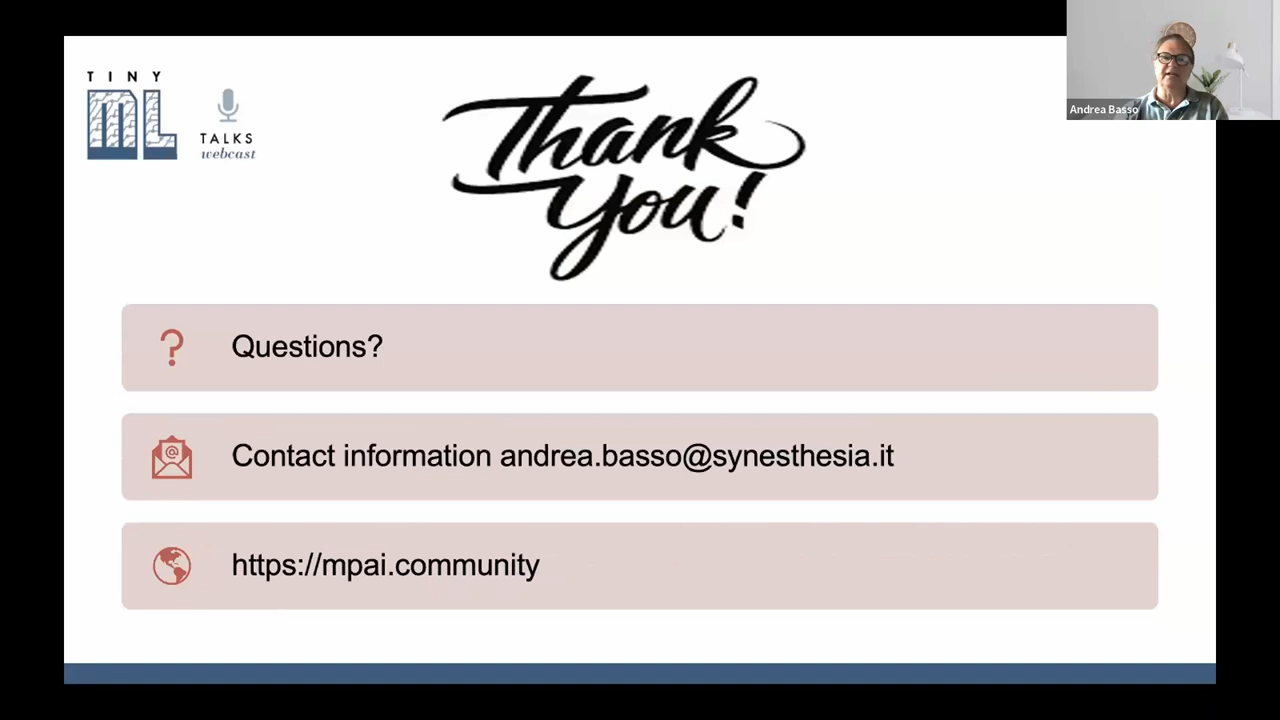 TINY
ML
TALKS
webcast
Thank
You!
Andrea Basso
Questions?
Contact information andrea.basso@synesthesia.it
https://mpai.community